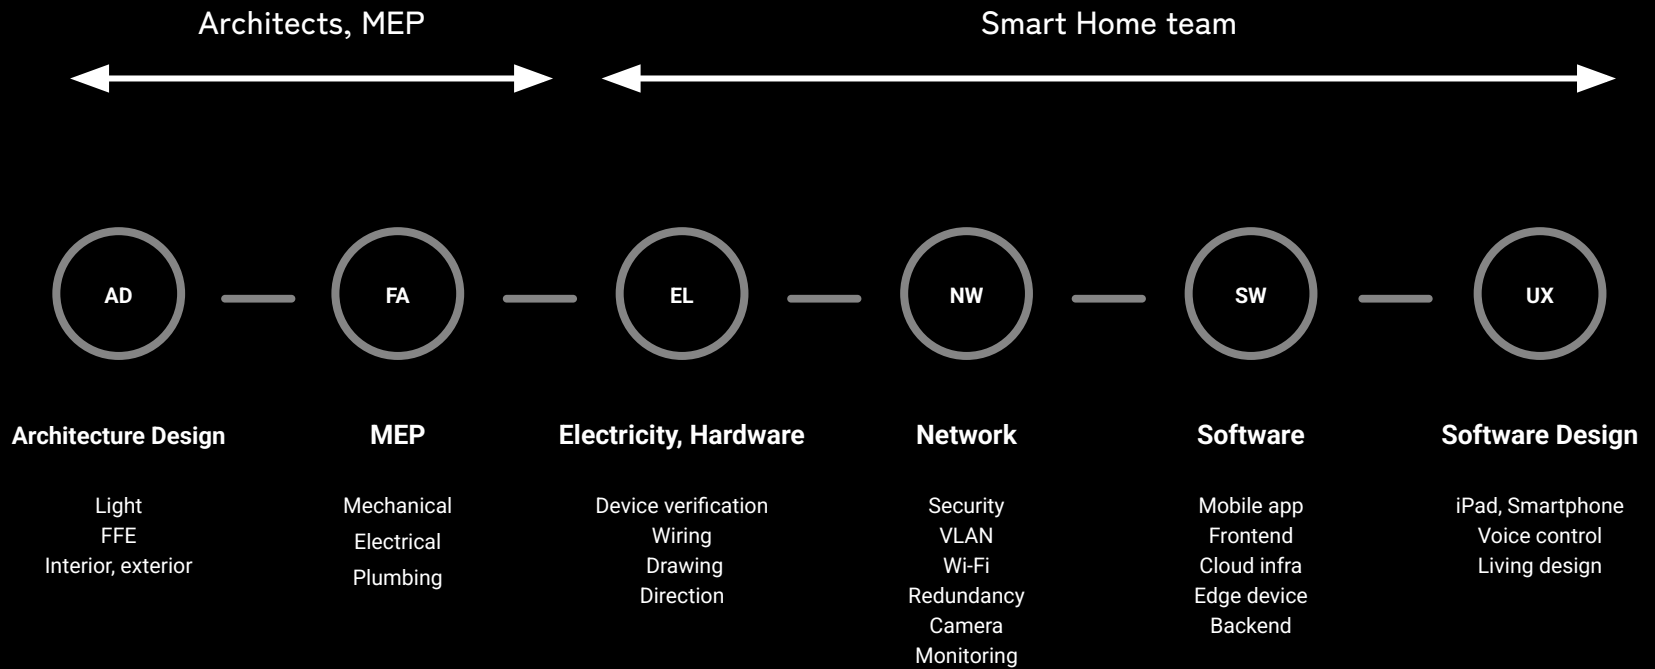 Architects, MEP
Smart Home team
AD
FA
EL
NW
SW
UX
Architecture Design
MEP
Electricity, Hardware
Network
Software
Software Design
Light
FFE
Interior, exterior
Mechanical
Electrical
Plumbing
Device verification
Wiring
Drawing
Direction
Security
VLAN
Wi-Fi
Redundancy
Camera
Monitoring
Mobile app
Frontend
Cloud infra
Edge device
Backend
iPad, Smartphone
Voice control
Living design